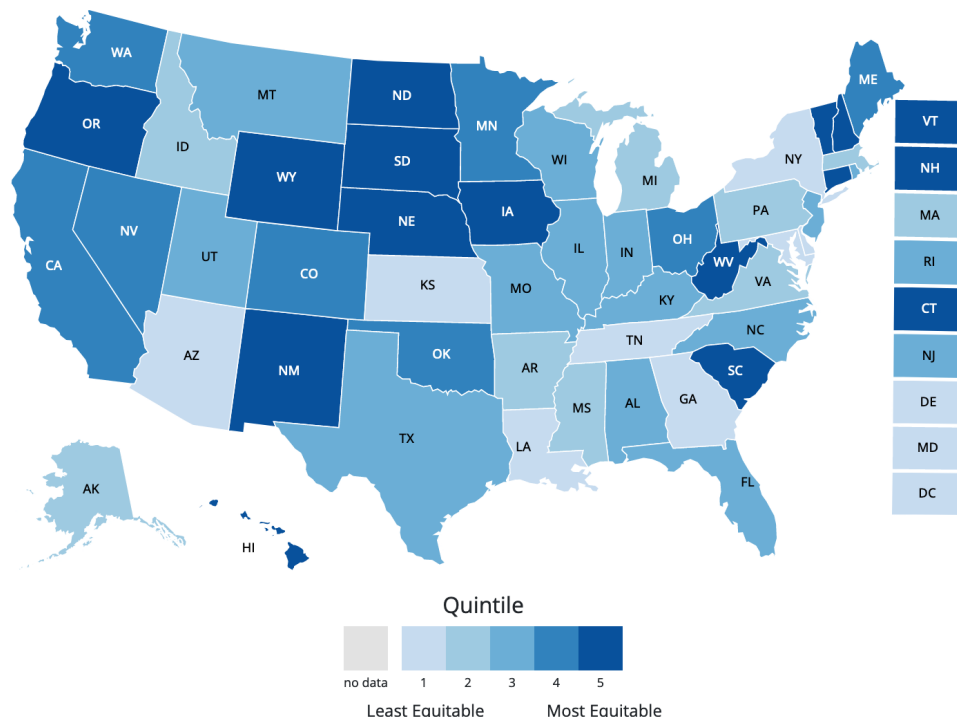 WA
MT
ND
MN
ME
OR
ID
SD
WI
MI
NY
VT
WY
NE
IA
PA
NH
NV
UT
CO
IL
IN
OH
WV
VA
MA
CA
KS
MO
KY
NC
RI
AZ
NM
OK
AR
TN
SC
CT
TX
LA
MS
AL
GA
NJ
FL
DE
AK
MD
HI
DC
Quintile
no data 1 2 3 4 5
Least Equitable Most Equitable